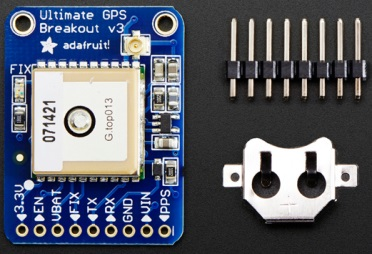 Ultimate GPS
Breakout v3
adafruit!
FIX
071421
G.top013
3.3V
EN
VBAT
FIX
TX
RX
GND
VIN
PPS